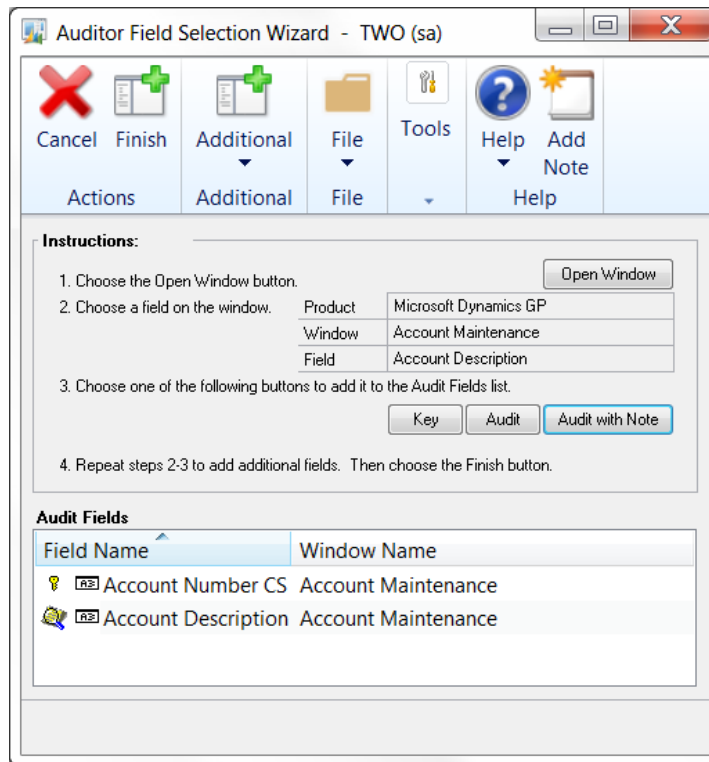 Auditor Field Selection Wizard - TWO (sa)
Cancel Finish Additional File Tools Help Add Note
Actions Additional File Help
Instructions:
1. Choose the Open Window button. Open Window
2. Choose a field on the window. Product Microsoft Dynamics GP
Window Account Maintenance
Field Account Description
3. Choose one of the following buttons to add it to the Audit Fields list.
Key Audit Audit with Note
4. Repeat steps 2-3 to add additional fields. Then choose the Finish button.
Audit Fields
Field Name Window Name
Account Number CS Account Maintenance
Account Description Account Maintenance